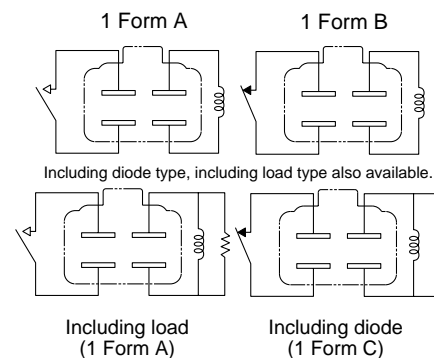 1 Form A
1 Form B
Including diode type, including load type also available.
Including load
(1 Form A)
Including diode
(1 Form C)